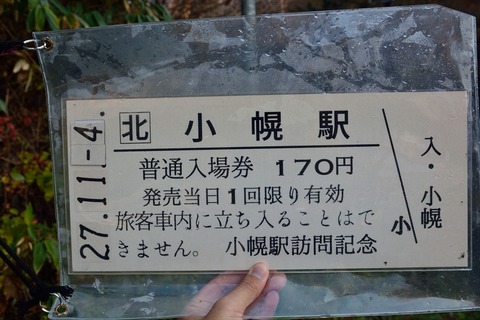 27.11.-4.
北 小幌駅
普通入場券 170円
発売当日1回限り有効
旅客車内に立ち入ることはで
きません。 小幌駅訪問記念
小
入・小幌